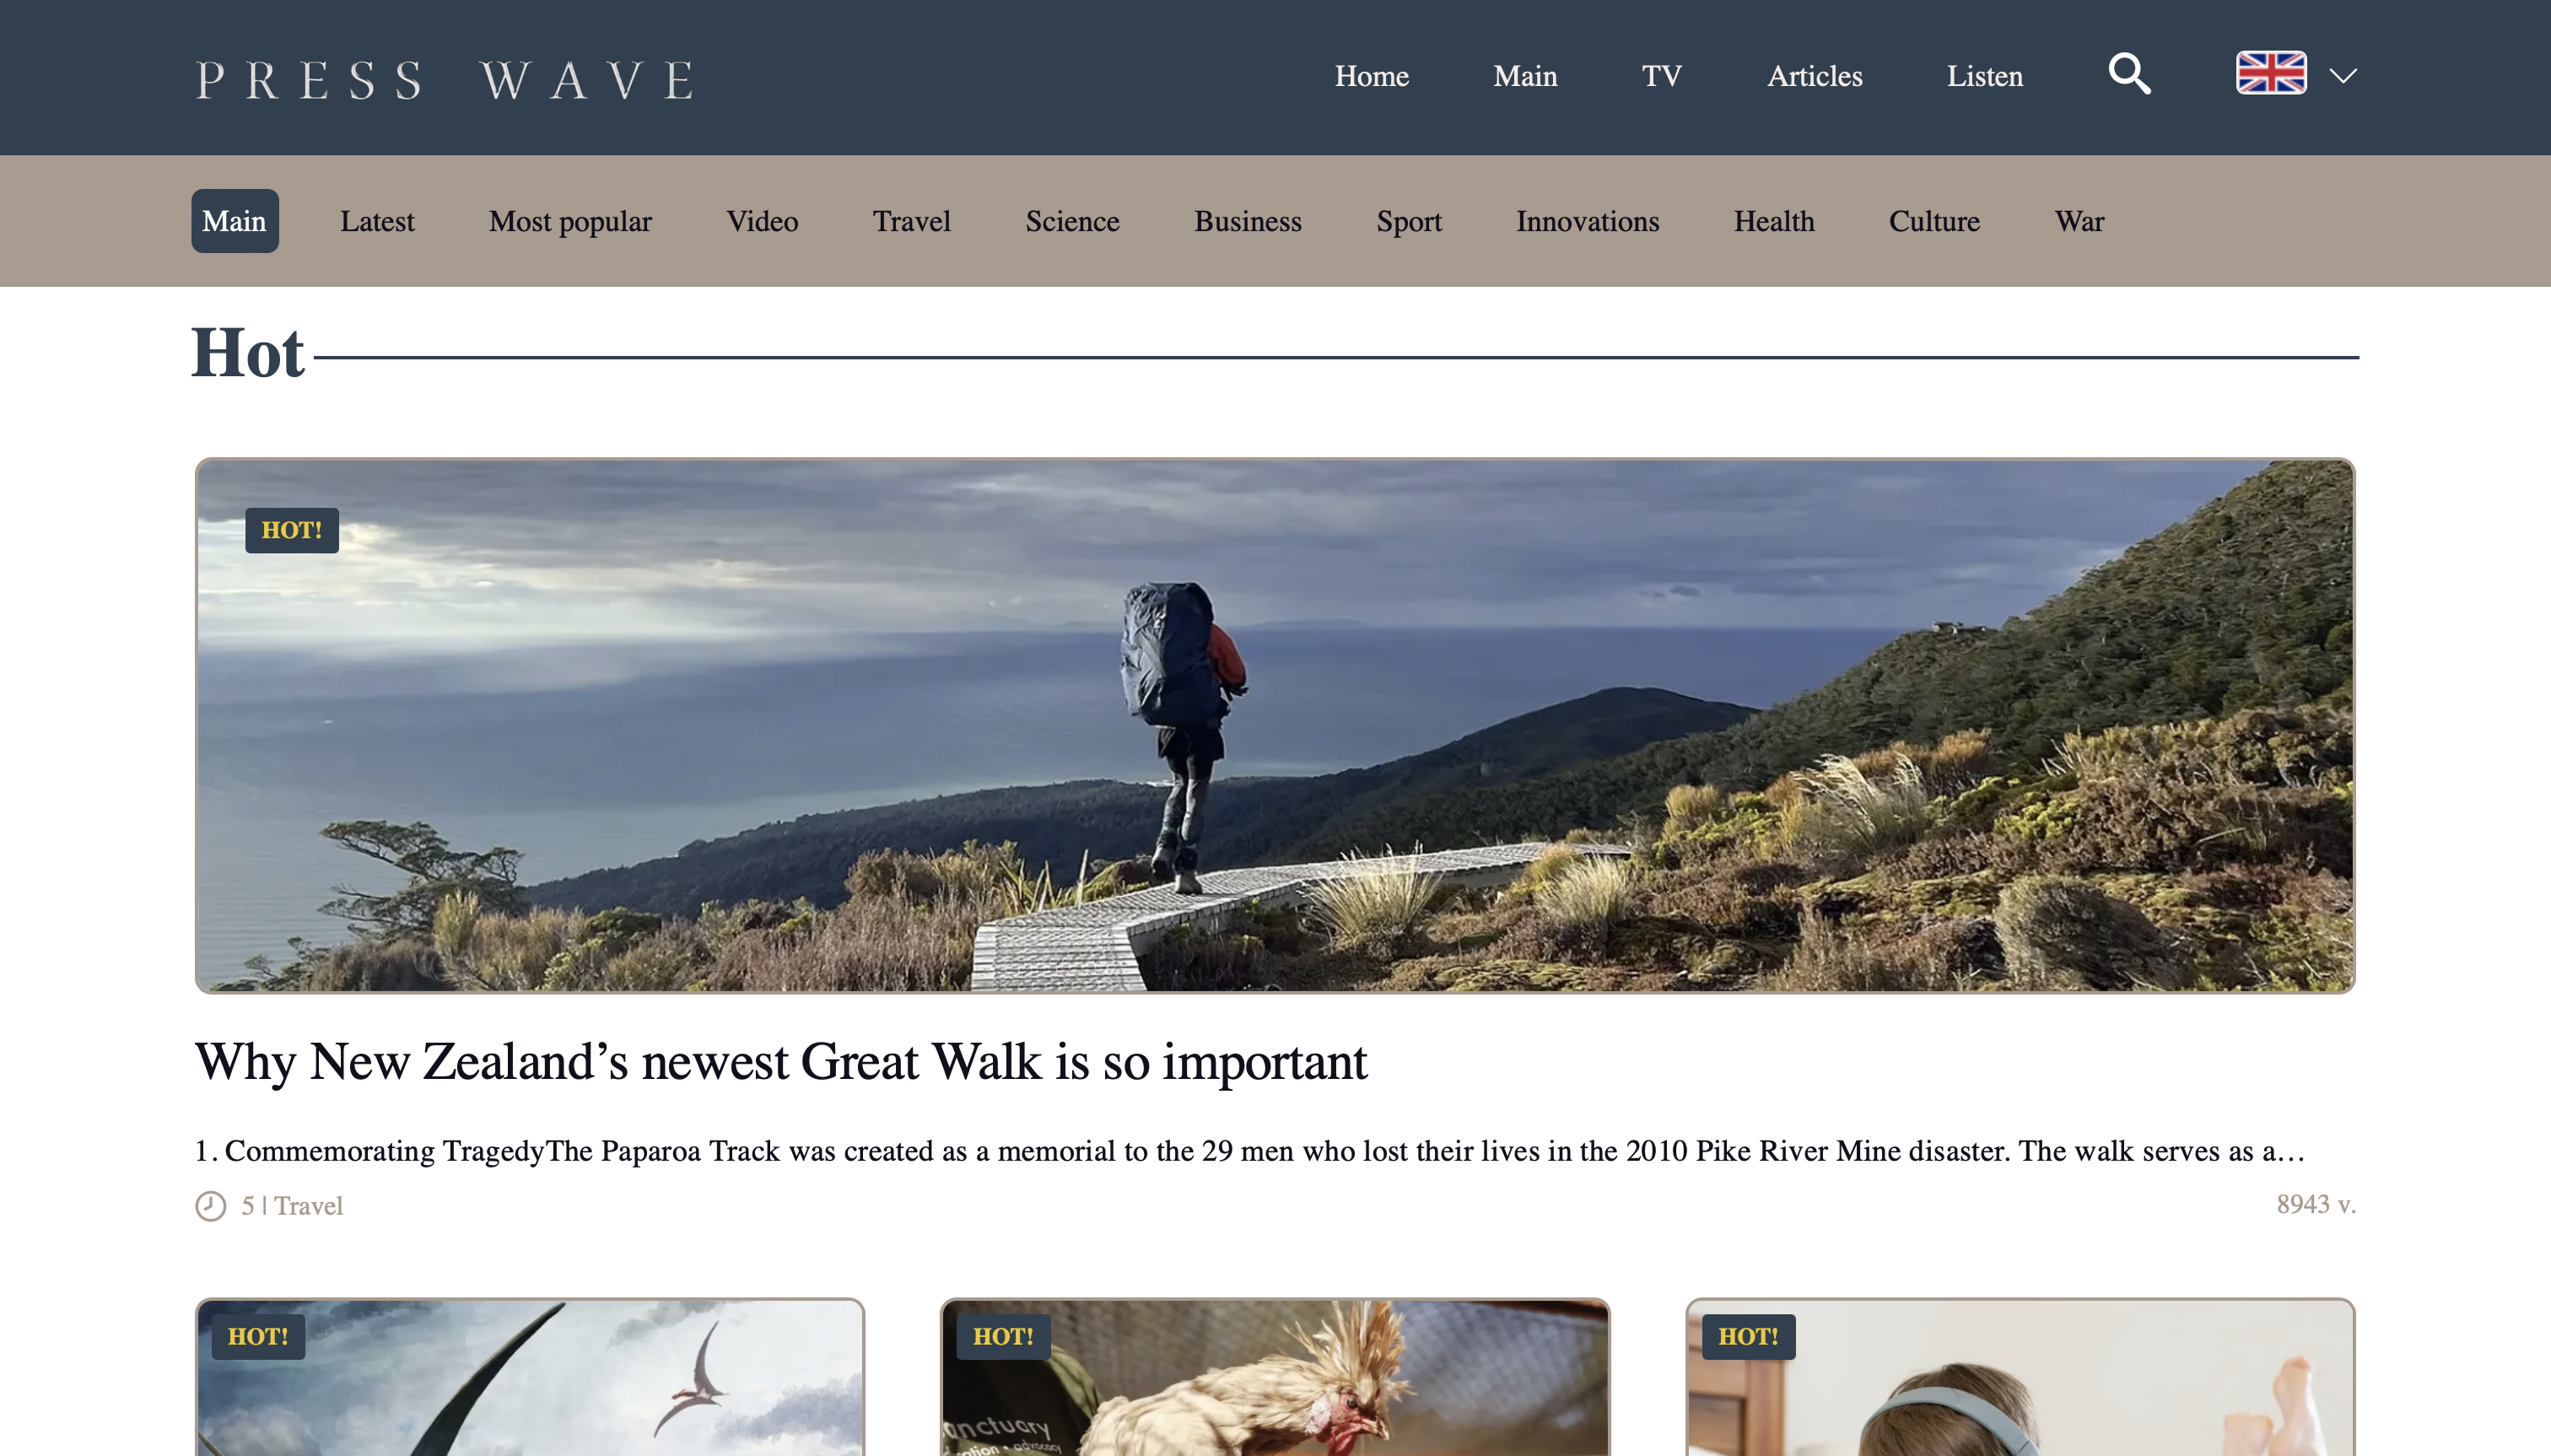 PRESS WAVE
Home Main TV Articles Listen
Main Latest Most popular Video Travel Science Business Sport Innovations Health Culture War
Hot
HOT!
Why New Zealand’s newest Great Walk is so important
1. Commemorating TragedyThe Paparoa Track was created as a memorial to the 29 men who lost their lives in the 2010 Pike River Mine disaster. The walk serves as a…
5 | Travel
8943 v.
HOT!
HOT!
anctuary
advocacy
HOT!